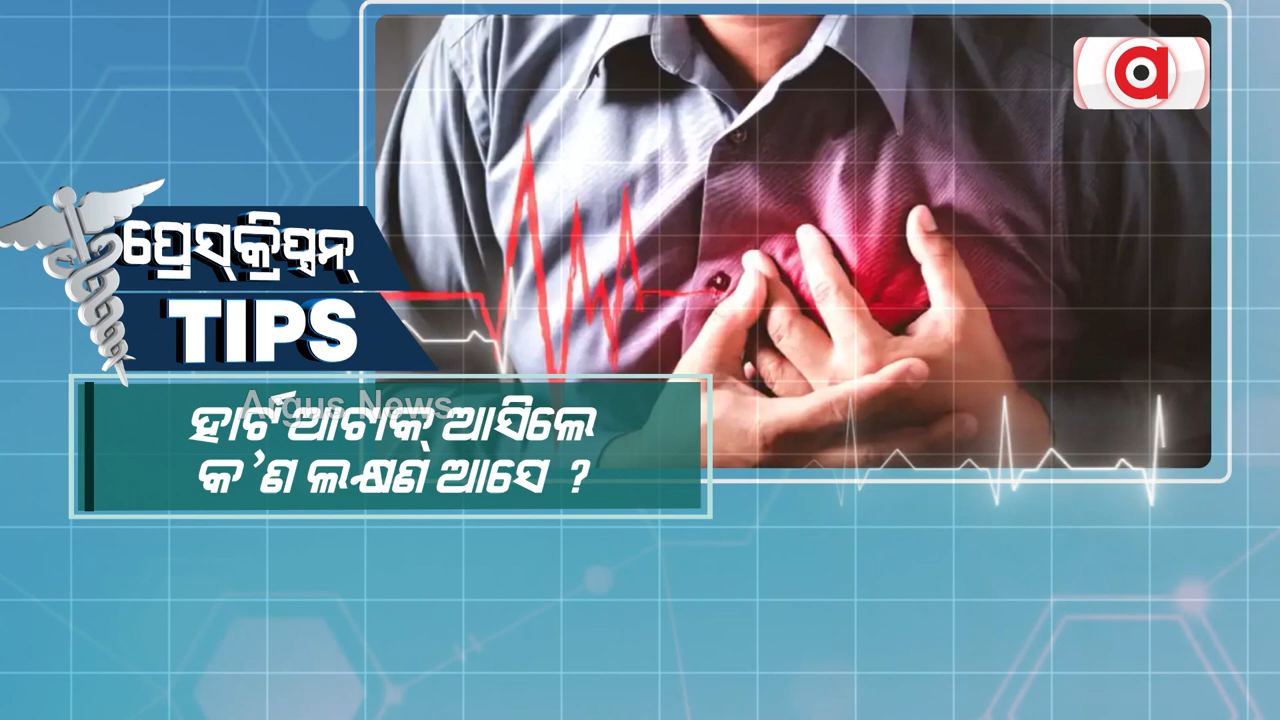 ପ୍ରେସ୍‌କ୍ରିପ୍ସନ୍
TIPS
Argus News
ହାର୍ଟ ଆଟାକ୍ ଆସିଲେ
କ'ଣ ଲକ୍ଷଣ ଆସେ ?